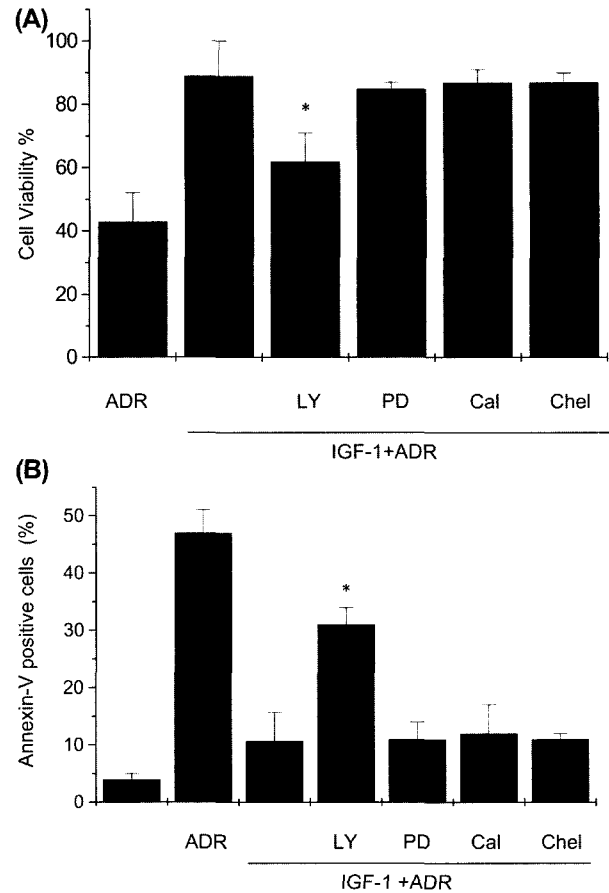 (A)
Cell Viability %
100
80
60
40
20
0
*
ADR LY PD Cal Chel
IGF-1+ADR
(B)
Annexin-V positive cells (%)
50
40
30
20
10
0
*
ADR LY PD Cal Chel
IGF-1 +ADR